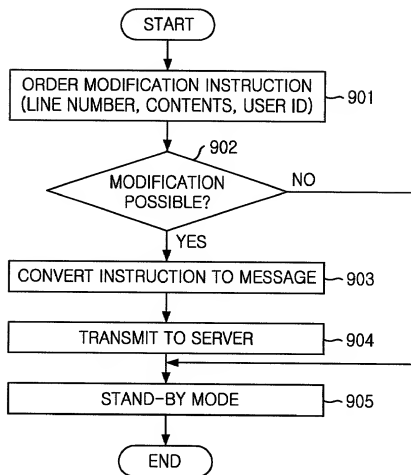 START
ORDER MODIFICATION INSTRUCTION
(LINE NUMBER, CONTENTS, USER ID)
901
902
MODIFICATION
POSSIBLE?
NO
YES
CONVERT INSTRUCTION TO MESSAGE
903
TRANSMIT TO SERVER
904
STAND-BY MODE
905
END